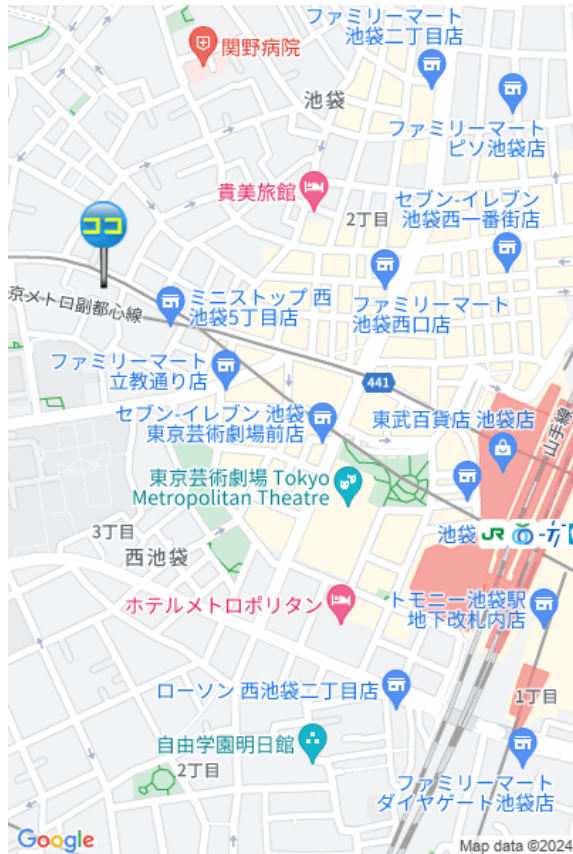 ファミリーマート
池袋二丁目店
関野病院
池袋
ファミリーマート
ピソ池袋店
貴美旅館
2丁目
セブン-イレブン
池袋西一番街店
ココ
京メトロ副都心線
ミニストップ 西
池袋5丁目店
ファミリーマート
池袋西口店
ファミリーマート
立教通り店
441
山手線
セブン-イレブン 池袋
東京芸術劇場前店
東武百貨店 池袋店
東京芸術劇場 Tokyo
Metropolitan Theatre
3丁目
西池袋
池袋 JR
ホテルメトロポリタン
トモニー池袋駅
地下改札内店
ローソン 西池袋二丁目店
1丁目
自由学園明日館
2丁目
ファミリーマート
ダイヤゲート池袋店
Google
Map data ©2024